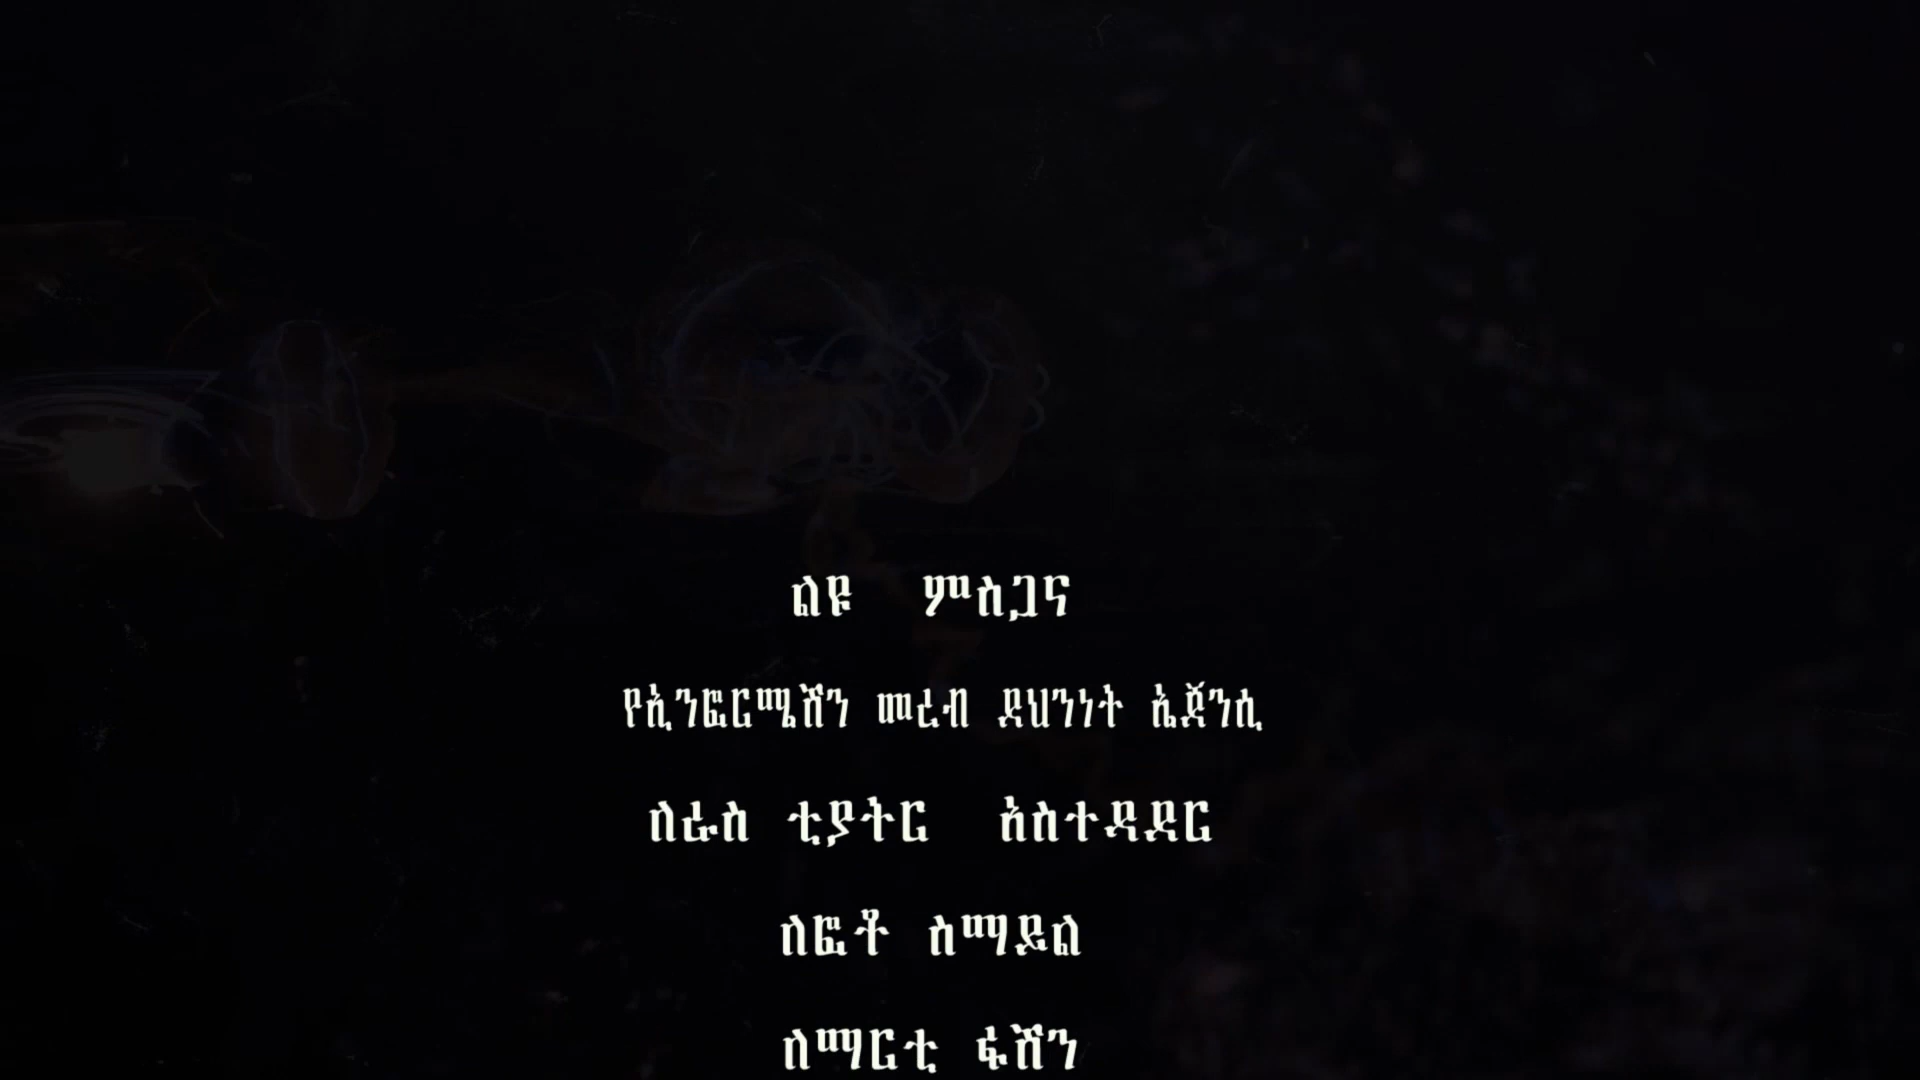 ልዩ ምስጋና
የኢንፎርሜሽን መረብ ደህንነት ኤጀንሲ
ለራስ ቲያትር አስተዳደር
ለፎቶ ስማይል
ለማርቲ ፋሽን